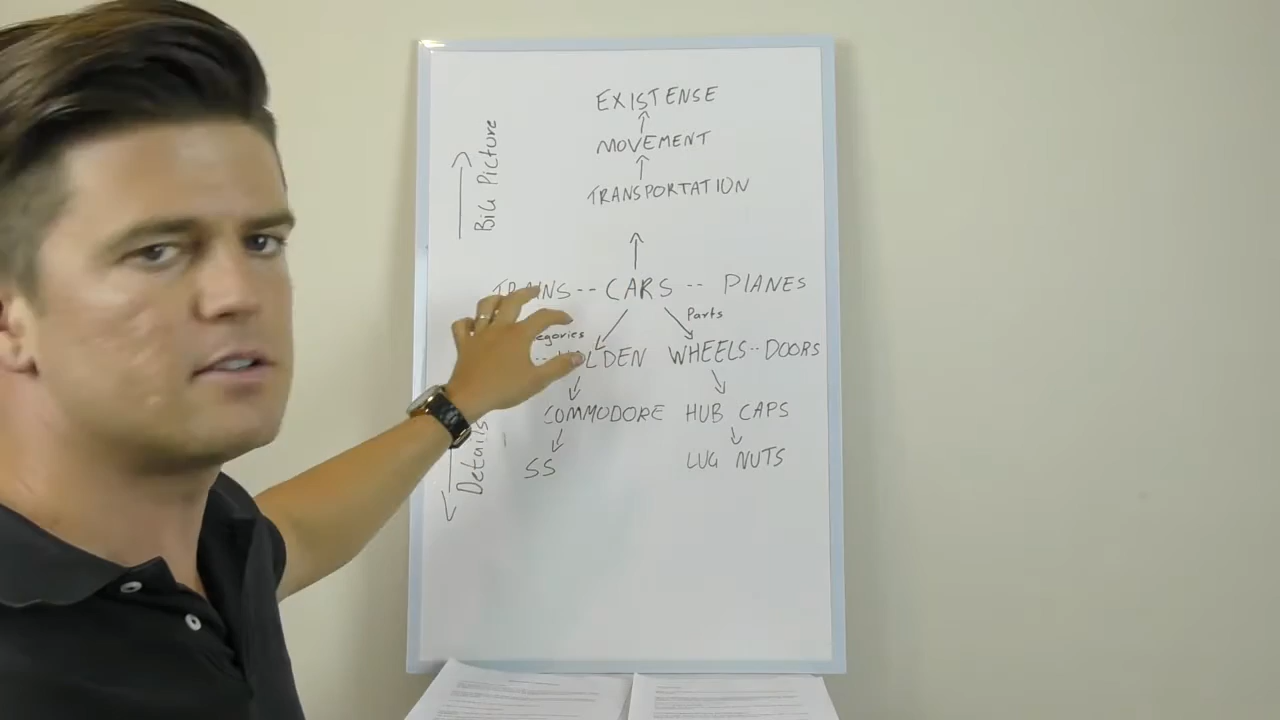 EXISTENSE
MOVEMENT
Big Picture
TRANSPORTATION
TRAINS -- CARS -- PLANES
Parts
HOLDEN WHEELS -- DOORS
COMMODORE HUB CAPS
Details
SS LUG NUTS